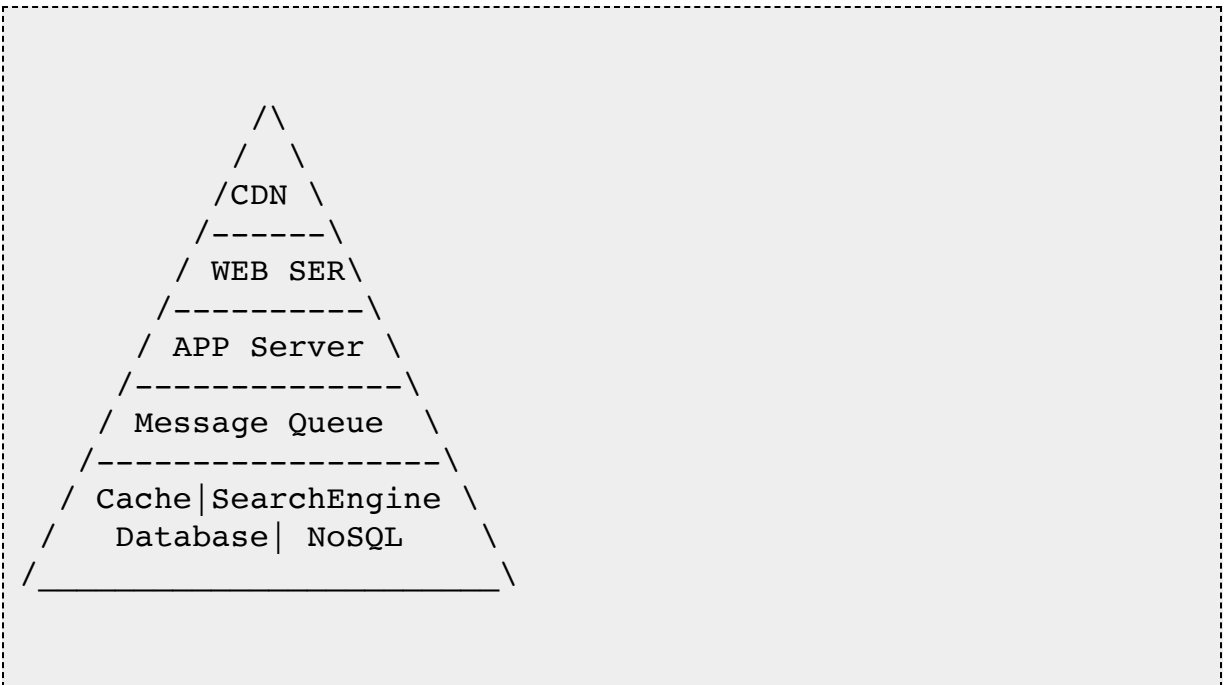 /\
/  \
/CDN \
/------\
/ WEB SER\
/----------\
/ APP Server \
/--------------\
/ Message Queue  \
/------------------\
/ Cache|SearchEngine \
/   Database| NoSQL    \
/________________________\